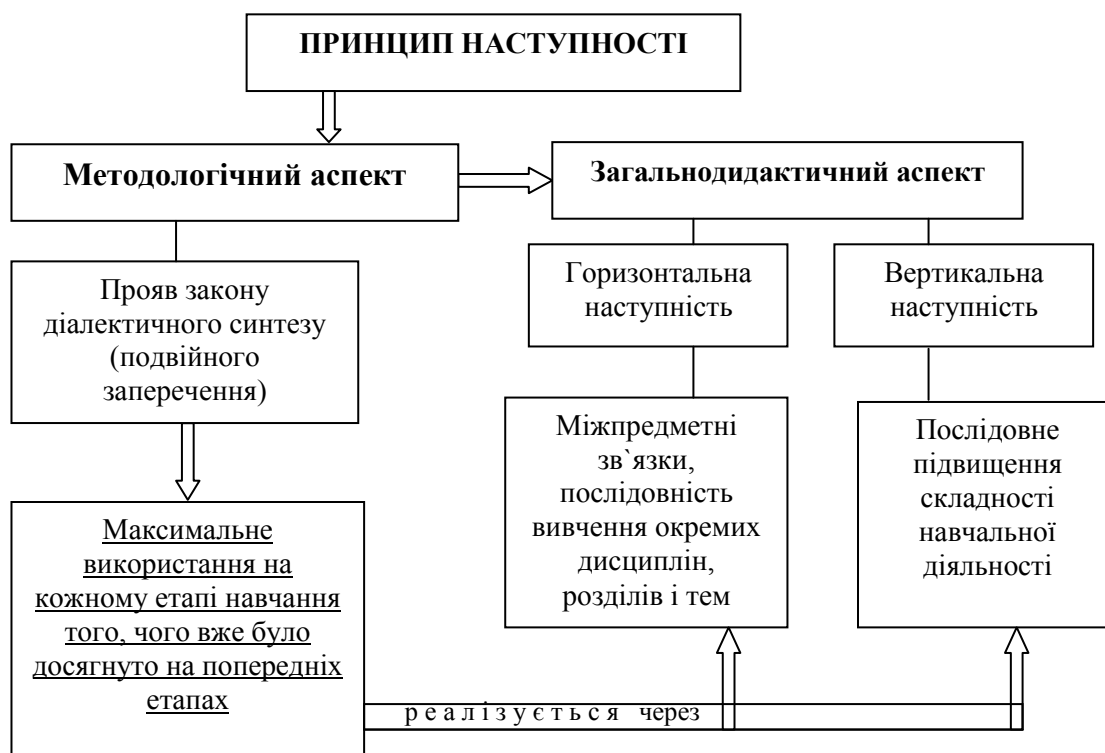 ПРИНЦИП НАСТУПНОСТІ
Методологічний аспект
Загальнодидактичний аспект
Прояв закону
діалектичного синтезу
(подвійного
заперечення)
Горизонтальна
наступність
Вертикальна
наступність
Максимальне
використання на
кожному етапі навчання
того, чого вже було
досягнуто на попередніх
етапах
Міжпредметні
зв`язки,
послідовність
вивчення окремих
дисциплін,
розділів і тем
Послідовне
підвищення
складності
навчальної
діяльності
р е а л і з у є т ь с я через